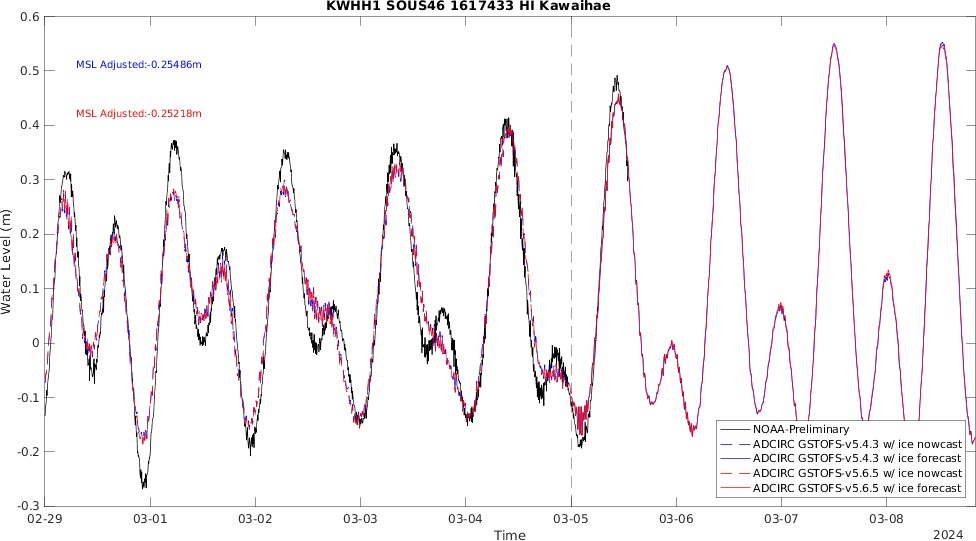 KWHH1 SOUS46 1617433 HI Kawaihae
0.6
0.5
0.4
0.3
0.2
0.1
0
-0.1
-0.2
-0.3
Water Level (m)
MSL Adjusted:-0.25486m
MSL Adjusted:-0.25218m
NOAA-Preliminary
ADCIRC GSTOFS-v5.4.3 w/ ice nowcast
ADCIRC GSTOFS-v5.4.3 w/ ice forecast
ADCIRC GSTOFS-v5.6.5 w/ ice nowcast
ADCIRC GSTOFS-v5.6.5 w/ ice forecast
02-29 03-01 03-02 03-03 03-04 03-05 03-06 03-07 03-08
Time
2024